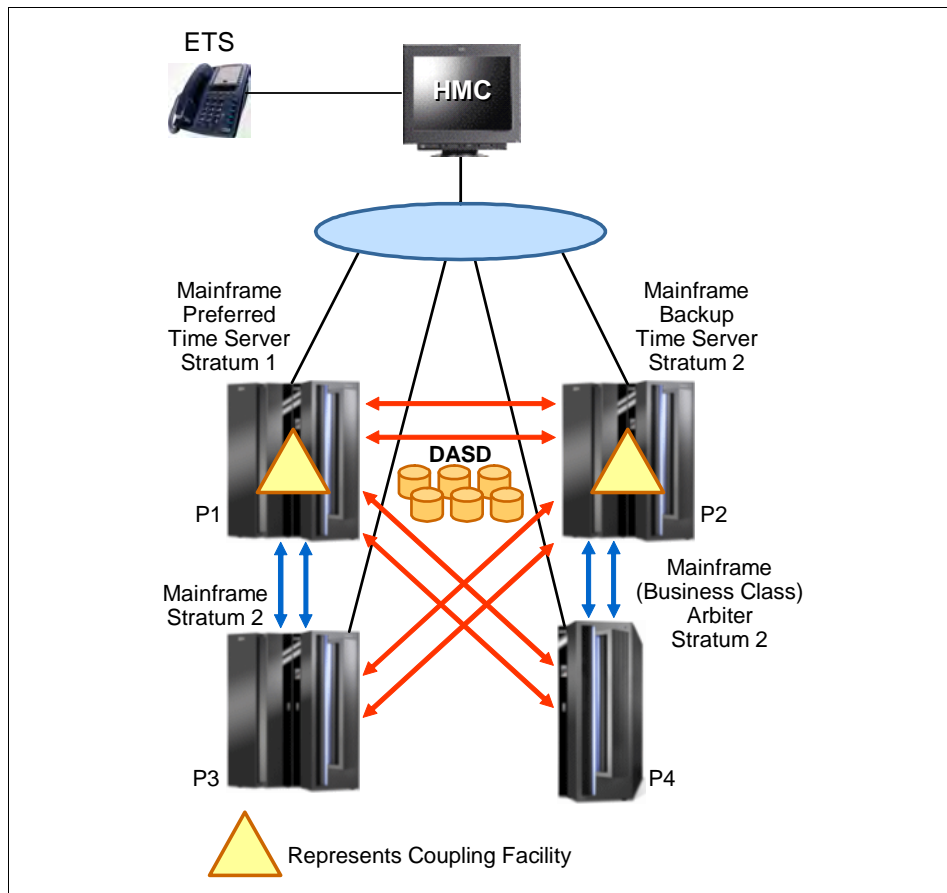 ETS
HMC
Mainframe
Preferred
Time Server
Stratum 1
Mainframe
Backup
Time Server
Stratum 2
DASD
P1
P2
Mainframe
Stratum 2
Mainframe
(Business Class)
Arbiter
Stratum 2
P3
P4
Represents Coupling Facility